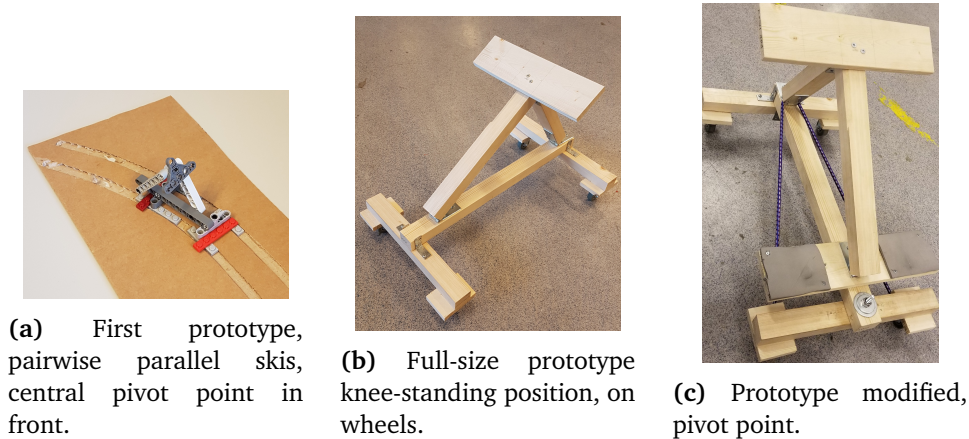 (a) First prototype,
pairwise parallel skis,
central pivot point in
front.
(b) Full-size prototype
knee-standing position, on
wheels.
(c) Prototype modified,
pivot point.